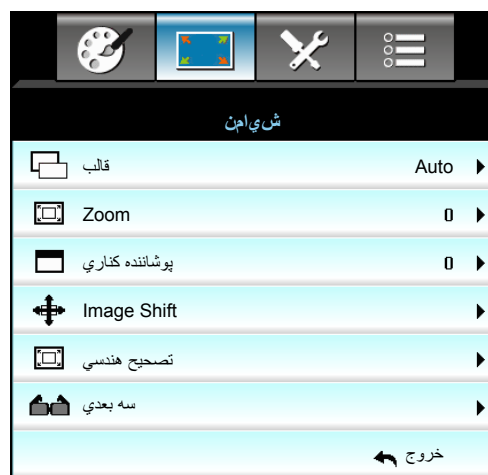 شيامن
قالب Auto
Zoom 0
پوشاننده كناري 0
Image Shift
تصحيح هندسي
سه بعدي
خروج